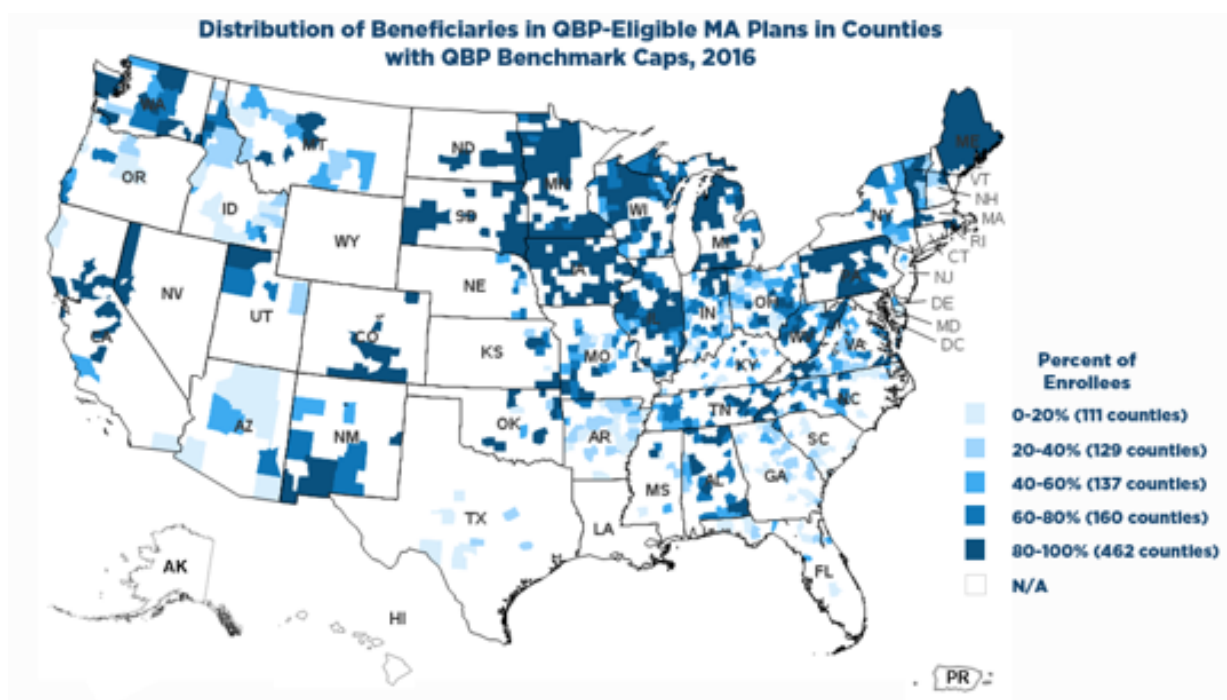 Distribution of Beneficiaries in QBP-Eligible MA Plans in Counties
with QBP Benchmark Caps, 2016
WA
MT
ND
MN
ME
OR
ID
SD
WI
VT
NH
NY
MA
WY
MI
RI
CT
NE
IA
PA
NJ
NV
UT
IN
OH
DE
CO
IL
MD
CA
KS
MO
WV
VA
DC
KY
AZ
NM
OK
TN
NC
AR
SC
MS
AL
GA
TX
LA
AK
FL
HI
PR
Percent of
Enrollees
0-20% (111 counties)
20-40% (129 counties)
40-60% (137 counties)
60-80% (160 counties)
80-100% (462 counties)
N/A